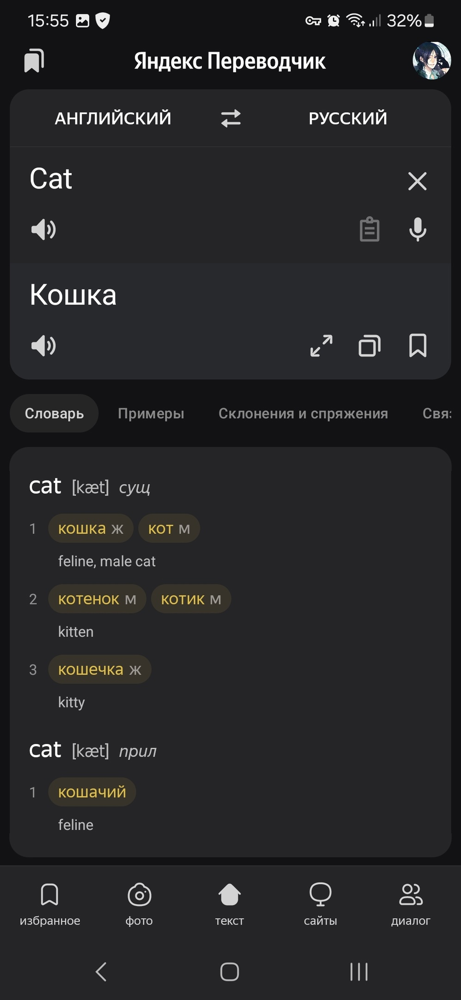 15:55 32%
Яндекс Переводчик
АНГЛИЙСКИЙ РУССКИЙ
Cat
Кошка
Словарь Примеры Склонения и спряжения Связ
cat [kæt] сущ
1 кошка ж кот м
feline, male cat
2 котенок м котик м
kitten
3 кошечка ж
kitty
cat [kæt] прил
1 кошачий
feline
избранное фото текст сайты диалог